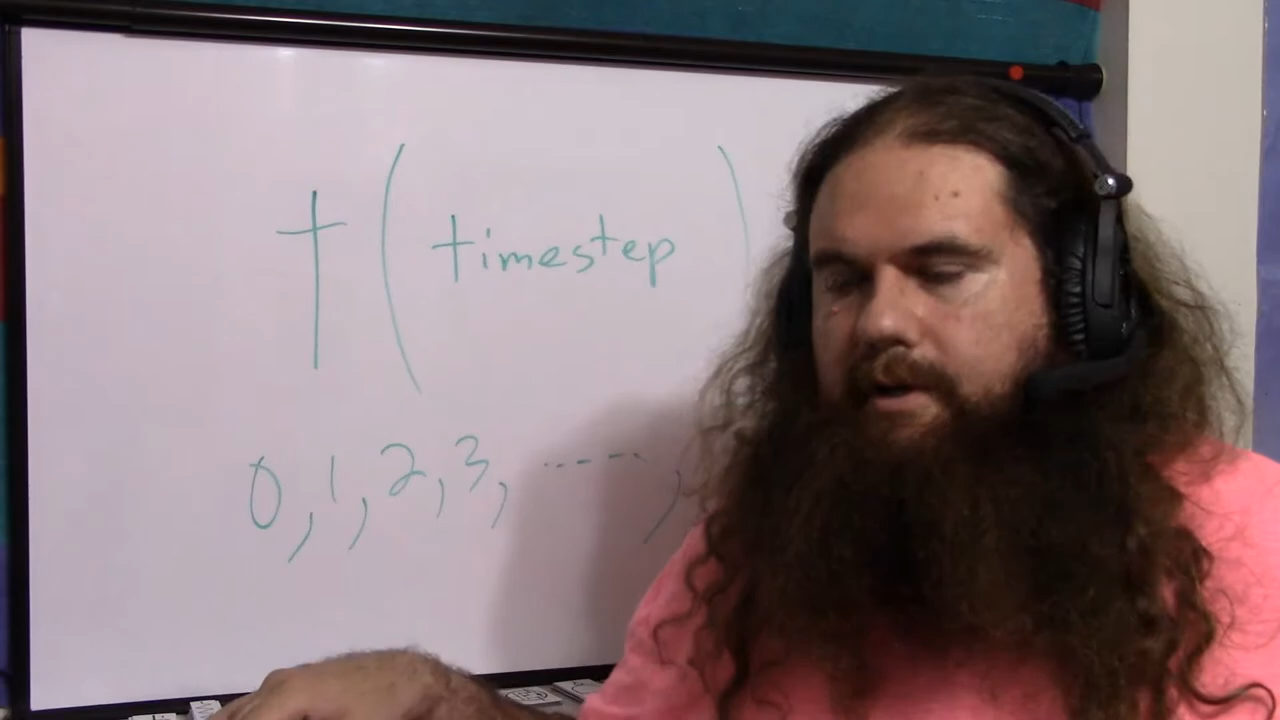 t (timestep)
0, 1, 2, 3, ------,